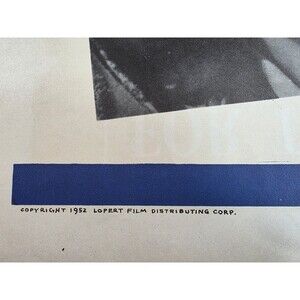 COPYRIGHT 1952 LOPERT FILM DISTRIBUTING CORP.